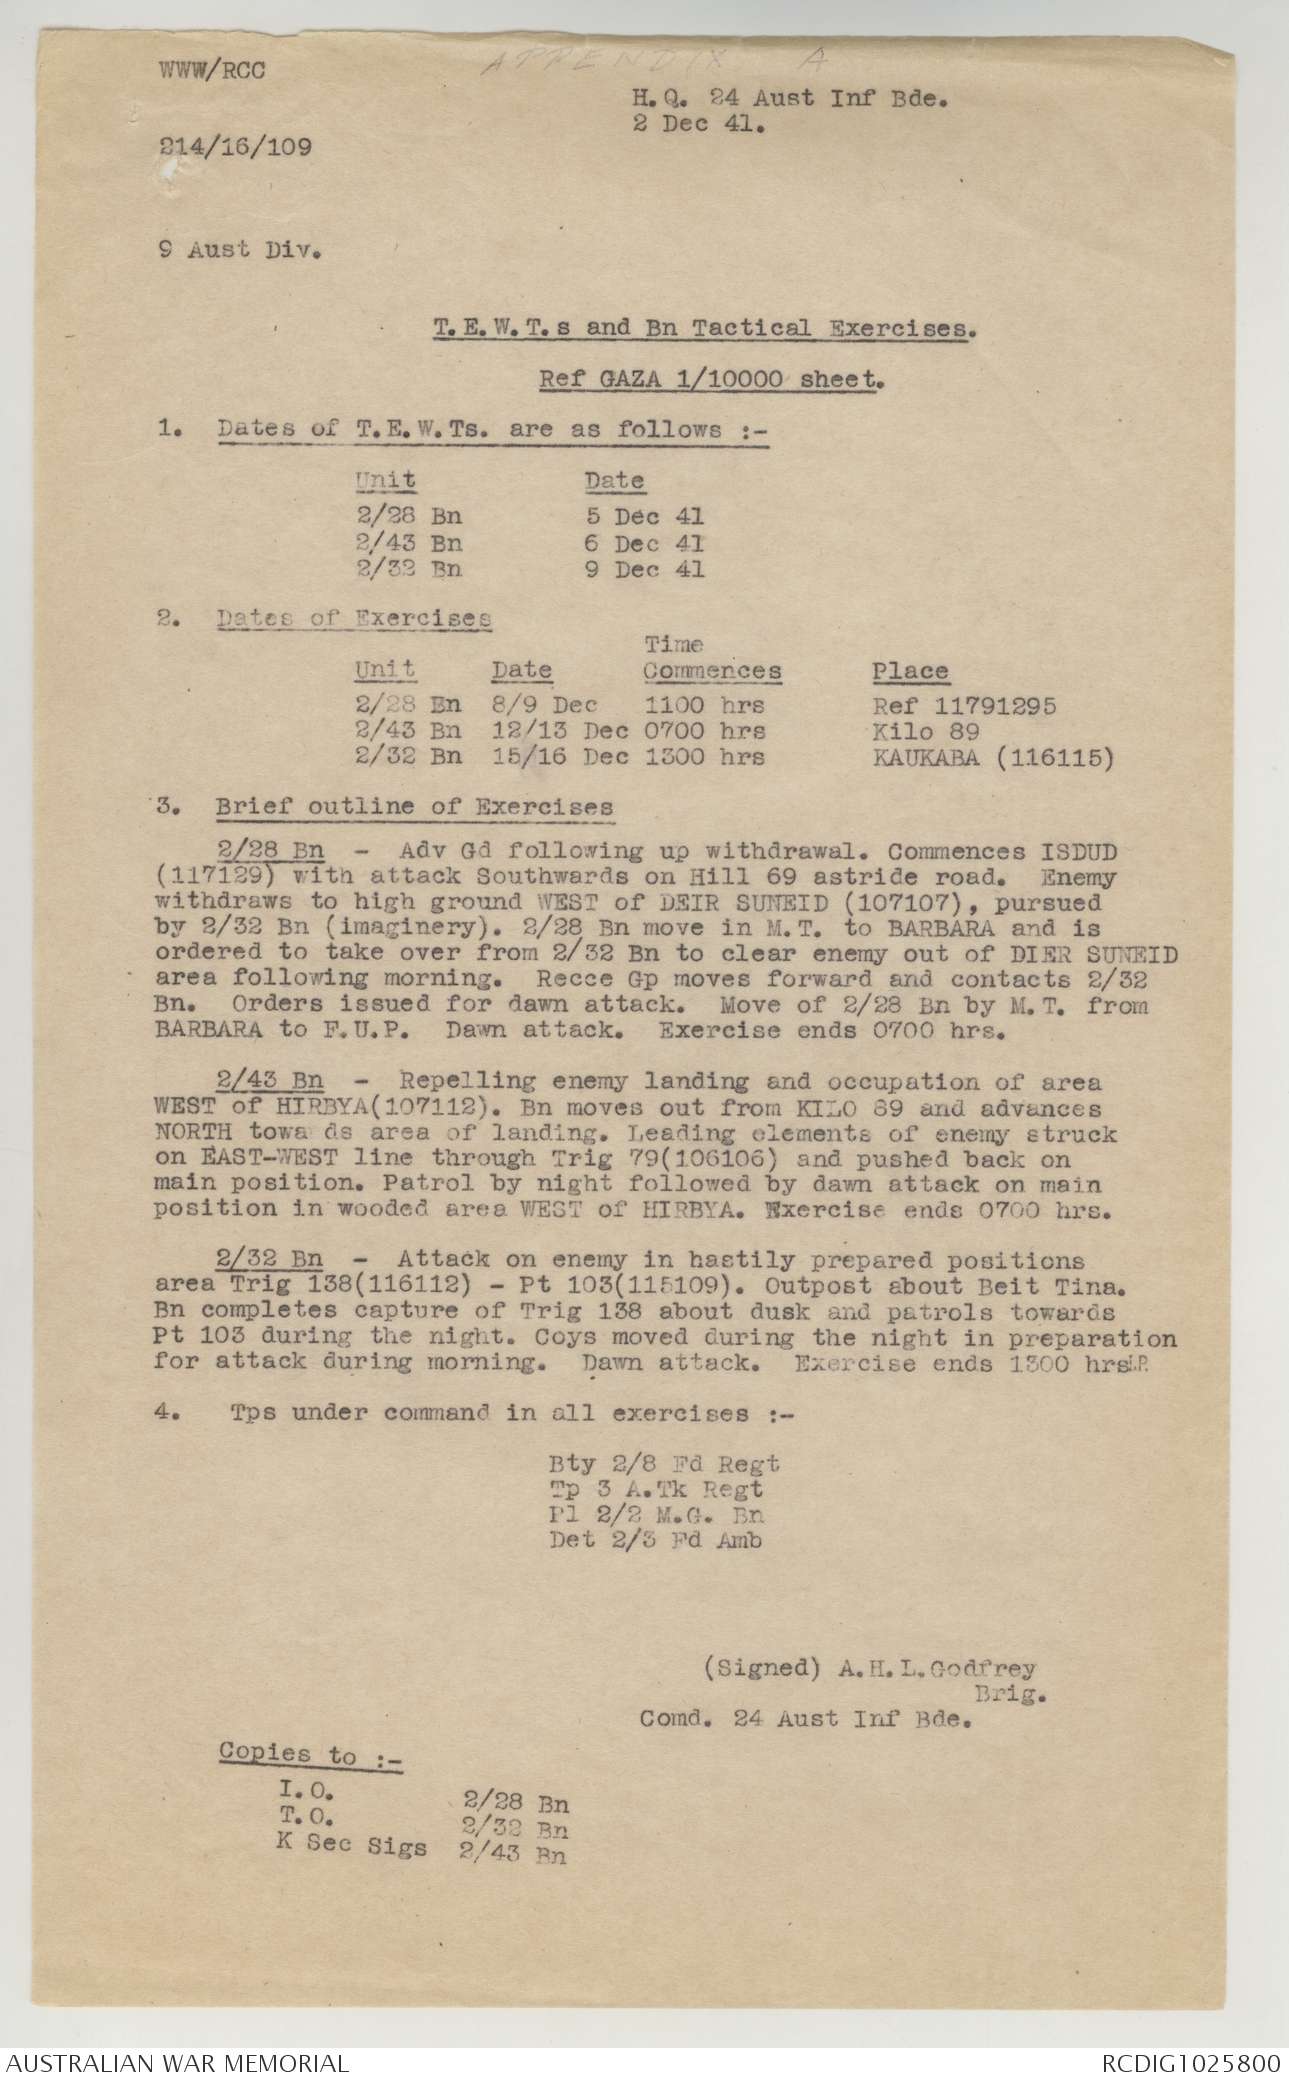 APPENDIX A
WWW/RCC
H.Q. 24 Aust Inf Bde.
2 Dec 41.
214/16/109
9 Aust Div.
T.E.W.T.s and Bn Tactical Exercises.
Ref GAZA 1/10000 sheet.
1. Dates of T.E.W.Ts. are as follows :-
Unit Date
2/28 Bn 5 Dec 41
2/43 Bn 6 Dec 41
2/32 Bn 9 Dec 41
2. Dates of Exercises
Time
Unit Date Commences Place
2/28 Bn 8/9 Dec 1100 hrs Ref 11791295
2/43 Bn 12/13 Dec 0700 hrs Kilo 89
2/32 Bn 15/16 Dec 1300 hrs KAUKABA (116115)
3. Brief outline of Exercises
2/28 Bn - Adv Gd following up withdrawal. Commences ISDUD
(117129) with attack Southwards on Hill 69 astride road. Enemy
withdraws to high ground WEST of DEIR SUNEID (107107), pursued
by 2/32 Bn (imaginery). 2/28 Bn move in M.T. to BARBARA and is
ordered to take over from 2/32 Bn to clear enemy out of DIER SUNEID
area following morning. Recce Gp moves forward and contacts 2/32
Bn. Orders issued for dawn attack. Move of 2/28 Bn by M.T. from
BARBARA to F.U.P. Dawn attack. Exercise ends 0700 hrs.
2/43 Bn - Repelling enemy landing and occupation of area
WEST of HIRBYA(107112). Bn moves out from KILO 89 and advances
NORTH towa ds area of landing. Leading elements of enemy struck
on EAST-WEST line through Trig 79(106106) and pushed back on
main position. Patrol by night followed by dawn attack on main
position in wooded area WEST of HIRBYA. Exercise ends 0700 hrs.
2/32 Bn - Attack on enemy in hastily prepared positions
area Trig 138(116112) - Pt 103(115109). Outpost about Beit Tina.
Bn completes capture of Trig 138 about dusk and patrols towards
Pt 103 during the night. Coys moved during the night in preparation
for attack during morning. Dawn attack. Exercise ends 1300 hrs
4. Tps under command in all exercises :-
Bty 2/8 Fd Regt
Tp 3 A.Tk Regt
Pl 2/2 M.G. Bn
Det 2/3 Fd Amb
(Signed) A.H.L.Godfrey
Brig.
Comd. 24 Aust Inf Bde.
Copies to :-
I.O. 2/28 Bn
T.O. 2/32 Bn
K Sec Sigs 2/43 Bn
AUSTRALIAN WAR MEMORIAL RCDIG1025800